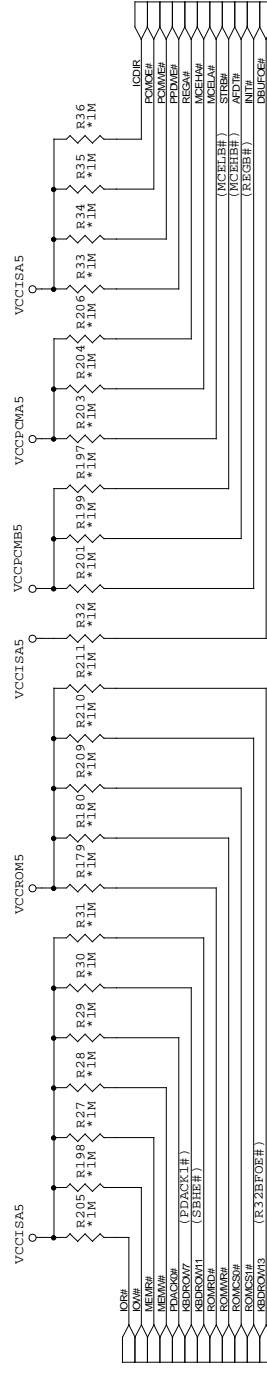 VCCISA5
VCCROM5
VCCISA5
VCCPCMB5
VCCPCMA5
VCCISA5
R205
*1M
R198
*1M
R27
*1M
R28
*1M
R29
*1M
R30
*1M
R31
*1M
R179
*1M
R180
*1M
R209
*1M
R210
*1M
R211
*1M
R32
*1M
R201
*1M
R199
*1M
R197
*1M
R203
*1M
R204
*1M
R206
*1M
R33
*1M
R34
*1M
R35
*1M
R36
*1M
IOR#
IOW#
MEMR#
MEMW#
PDACK0#
KBDROW7 (PDACK1#)
KBDROW11 (SBHE#)
ROMRD#
ROMWR#
ROMCS0#
ROMCS1#
KBDROW13 (R32BFOE#)
ICDIR
PCMOE#
PCMWE#
PPDWE#
REGA#
MCEHA#
MCELA#
(MCELB#) STRB#
(MCEHB#) AFDT#
(REGB#) INIT#
DBUFOE#